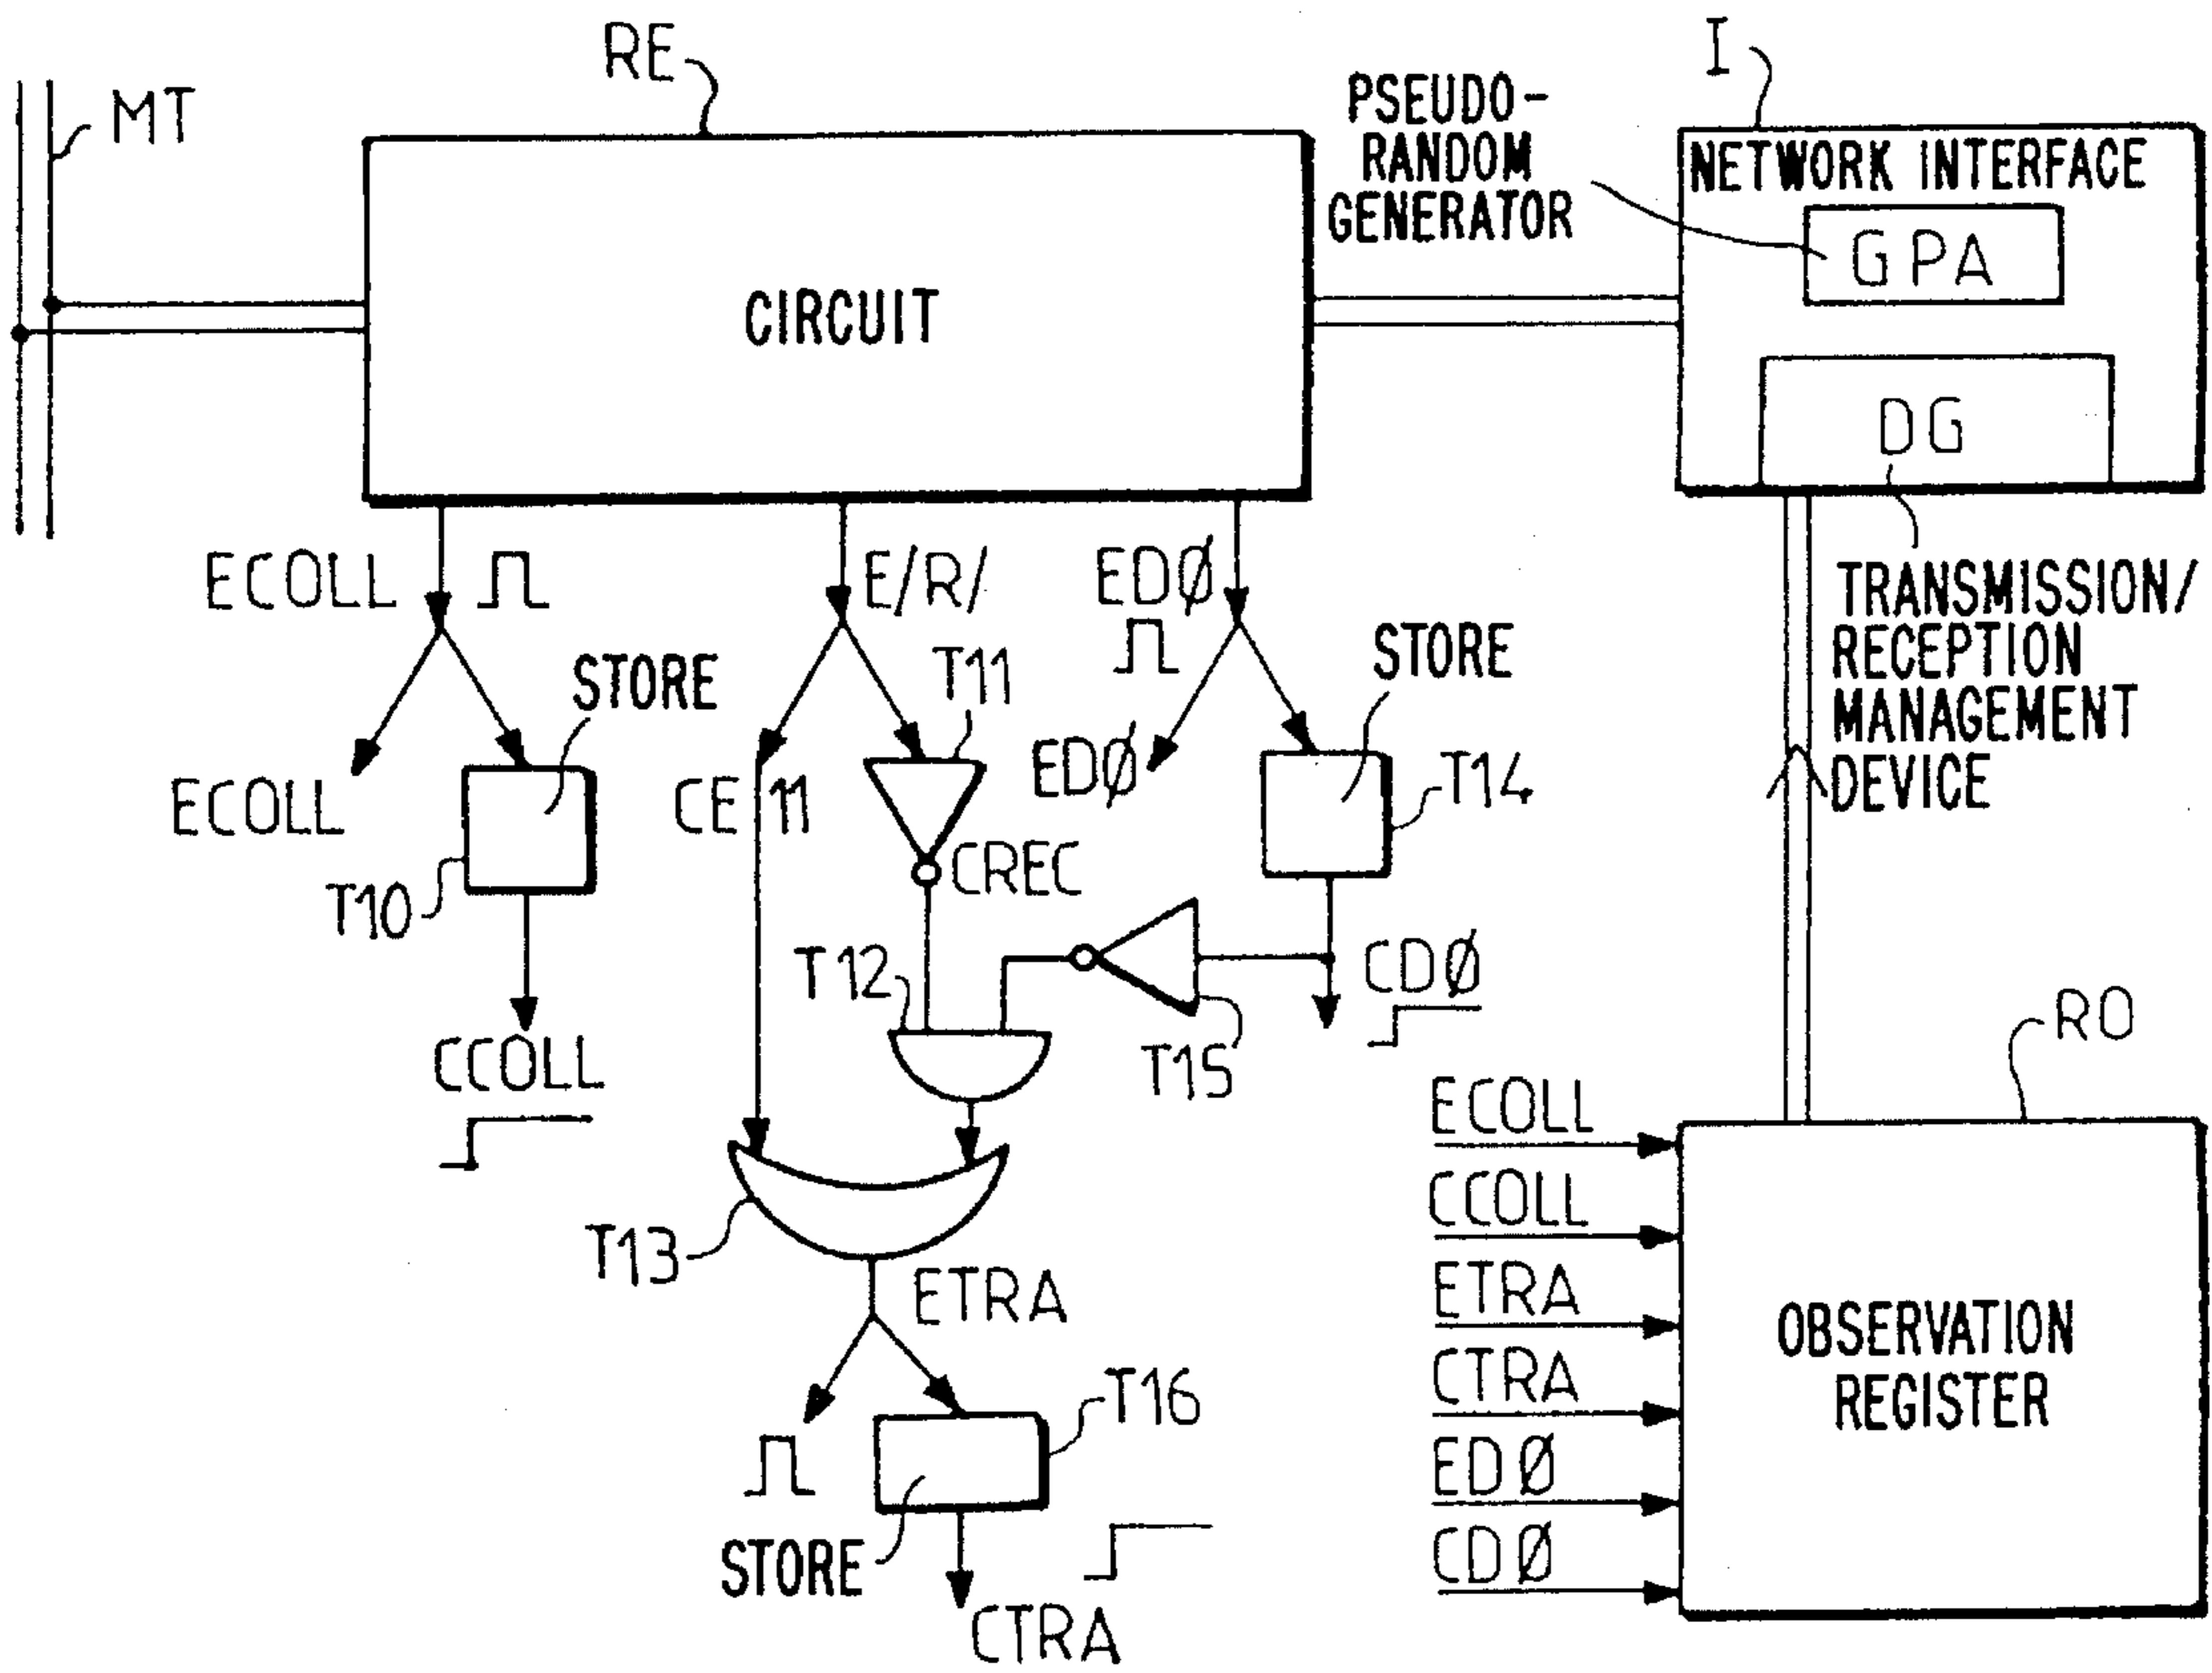 RE
I
MT
PSEUDO-
RANDOM
GENERATOR
NETWORK INTERFACE
GPA
CIRCUIT
DG
ECOLL
E/R/
EDØ
TRANSMISSION/
RECEPTION
MANAGEMENT
DEVICE
STORE
T11
STORE
ECOLL
CE 11
EDØ
T14
T10
CREC
T12
CDØ
CCOLL
T15
RO
ECOLL
CCOLL
T13
ETRA
ETRA
OBSERVATION
REGISTER
CTRA
T16
EDØ
STORE
CDØ
CTRA